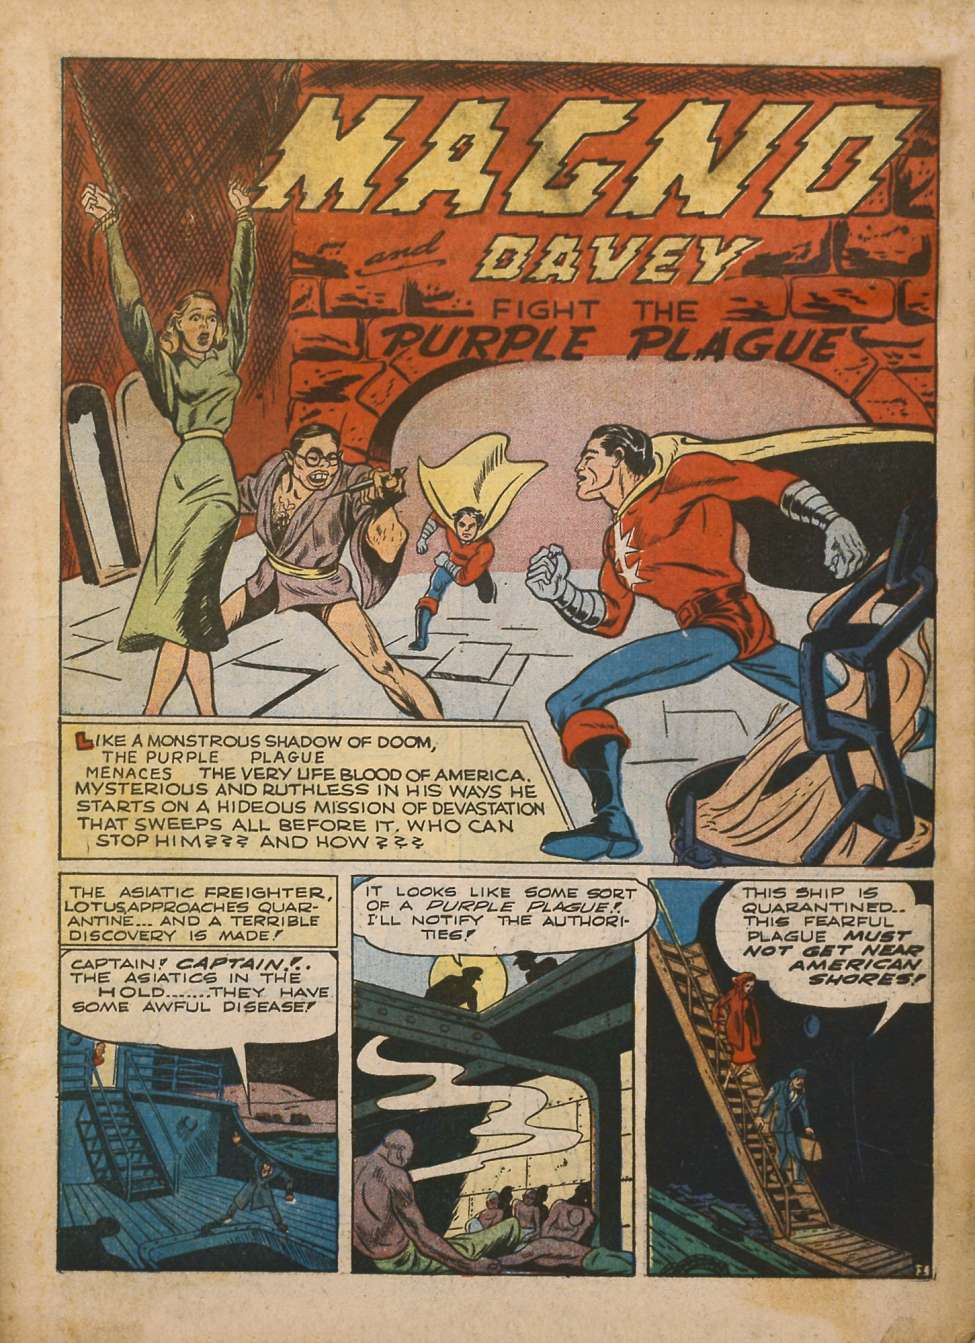 MAGNO
and
DAVEY
FIGHT THE
PURPLE PLAGUE
LIKE A MONSTROUS SHADOW OF DOOM,
THE PURPLE PLAGUE
MENACES THE VERY LIFE BLOOD OF AMERICA.
MYSTERIOUS AND RUTHLESS IN HIS WAYS HE
STARTS ON A HIDEOUS MISSION OF DEVASTATION
THAT SWEEPS ALL BEFORE IT. WHO CAN
STOP HIM??? AND HOW???
THE ASIATIC FREIGHTER,
LOTUS, APPROACHES QUAR-
ANTINE... AND A TERRIBLE
DISCOVERY IS MADE!
CAPTAIN! CAPTAIN!..
THE ASIATICS IN THE
HOLD.......THEY HAVE
SOME AWFUL DISEASE!
IT LOOKS LIKE SOME SORT
OF A PURPLE PLAGUE!
I'LL NOTIFY THE AUTHORI-
TIES!
THIS SHIP IS
QUARANTINED..
THIS FEARFUL
PLAGUE MUST
NOT GET NEAR
AMERICAN
SHORES!